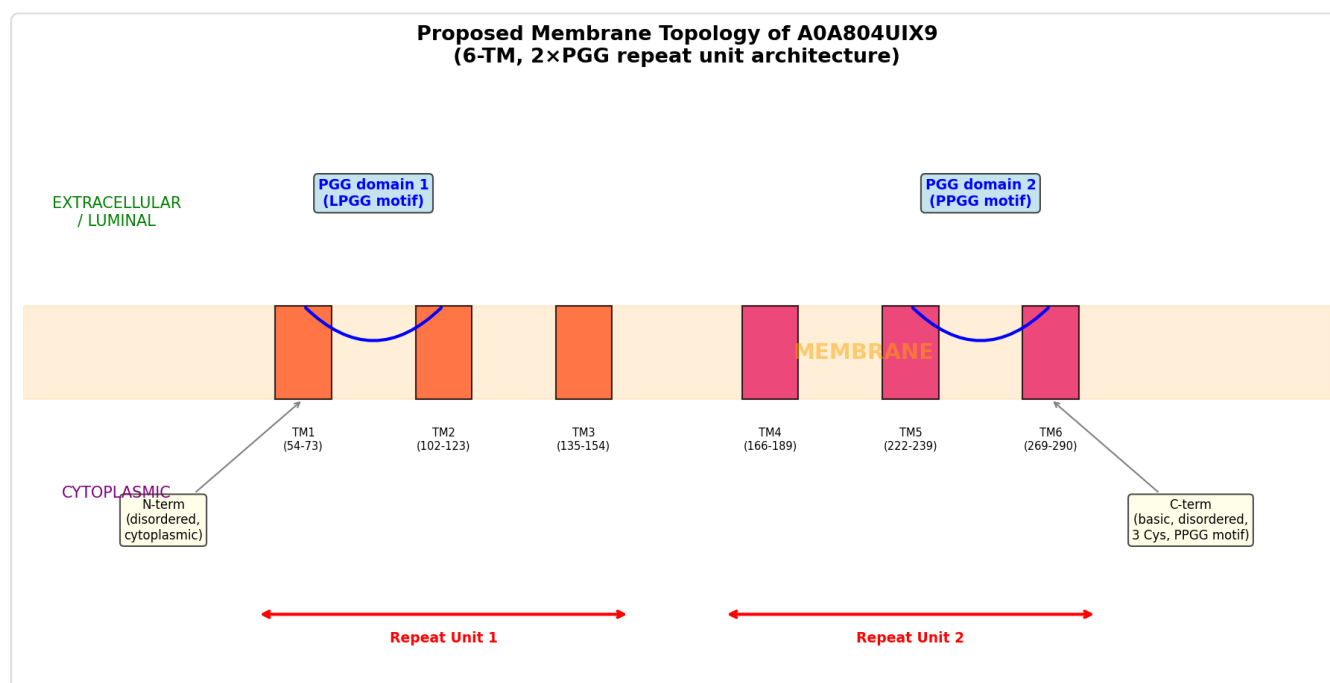 Proposed Membrane Topology of A0A804UIX9
(6-TM, 2×PGG repeat unit architecture)
PGG domain 1
(LPGG motif)
PGG domain 2
(PPGG motif)
EXTRACELLULAR
/ LUMINAL
MEMBRANE
TM1
(54-73)
TM2
(102-123)
TM3
(135-154)
TM4
(166-189)
TM5
(222-239)
TM6
(269-290)
CYTOPLASMIC
N-term
(disordered,
cytoplasmic)
C-term
(basic, disordered,
3 Cys, PPGG motif)
Repeat Unit 1
Repeat Unit 2